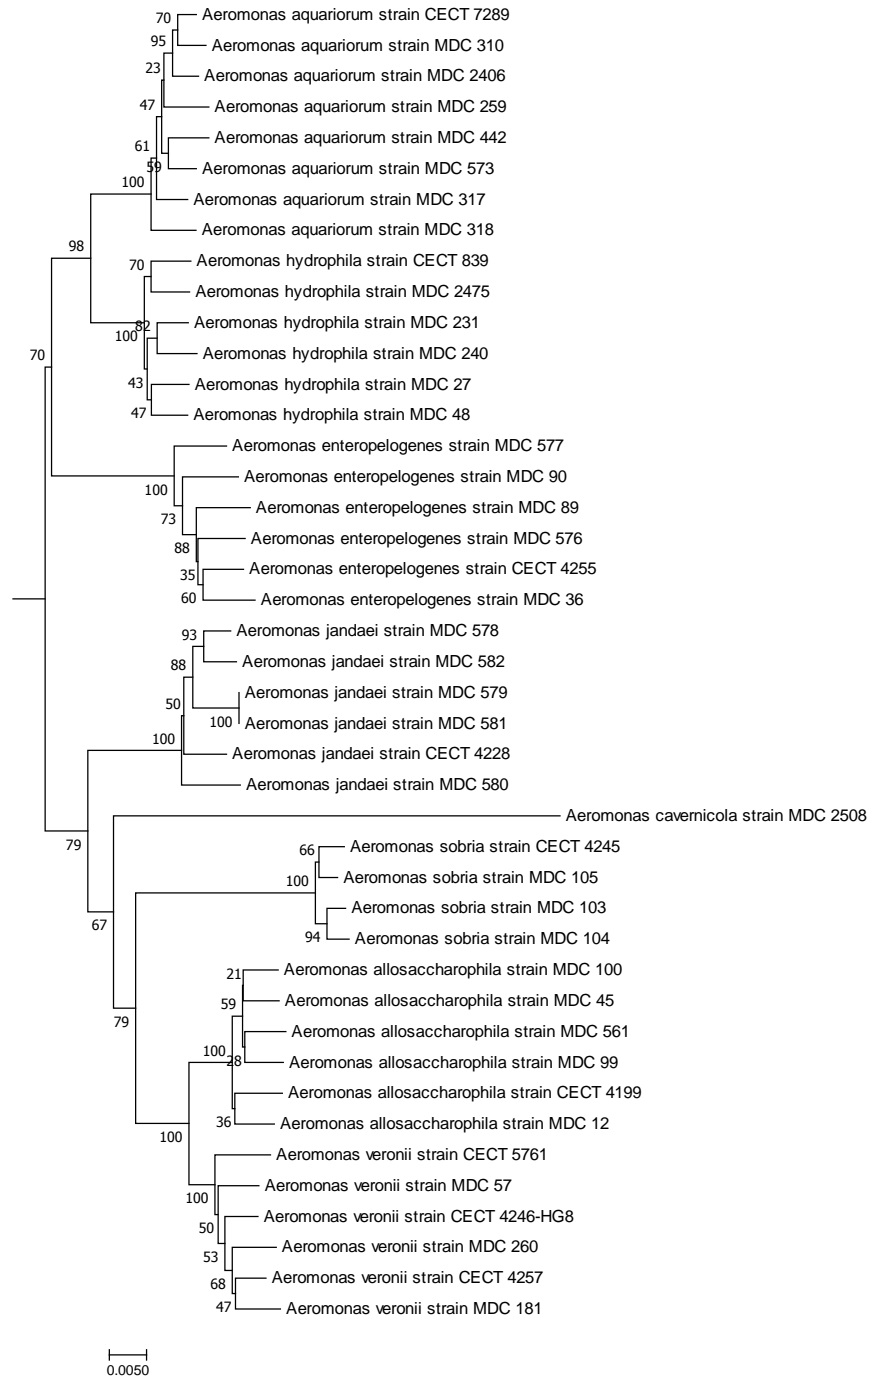 70
Aeromonas aquariorum strain CECT 7289
95
Aeromonas aquariorum strain MDC 310
23
Aeromonas aquariorum strain MDC 2406
47
Aeromonas aquariorum strain MDC 259
61
Aeromonas aquariorum strain MDC 442
59
Aeromonas aquariorum strain MDC 573
100
Aeromonas aquariorum strain MDC 317
Aeromonas aquariorum strain MDC 318
98
70
Aeromonas hydrophila strain CECT 839
Aeromonas hydrophila strain MDC 2475
82
100
Aeromonas hydrophila strain MDC 231
Aeromonas hydrophila strain MDC 240
70
43
Aeromonas hydrophila strain MDC 27
47
Aeromonas hydrophila strain MDC 48
Aeromonas enteropelogenes strain MDC 577
100
Aeromonas enteropelogenes strain MDC 90
73
Aeromonas enteropelogenes strain MDC 89
88
Aeromonas enteropelogenes strain MDC 576
35
Aeromonas enteropelogenes strain CECT 4255
60
Aeromonas enteropelogenes strain MDC 36
93
Aeromonas jandaei strain MDC 578
88
Aeromonas jandaei strain MDC 582
50
Aeromonas jandaei strain MDC 579
100
Aeromonas jandaei strain MDC 581
100
Aeromonas jandaei strain CECT 4228
Aeromonas jandaei strain MDC 580
79
Aeromonas cavernicola strain MDC 2508
66
Aeromonas sobria strain CECT 4245
100
Aeromonas sobria strain MDC 105
67
Aeromonas sobria strain MDC 103
94
Aeromonas sobria strain MDC 104
21
Aeromonas allosaccharophila strain MDC 100
59
Aeromonas allosaccharophila strain MDC 45
79
Aeromonas allosaccharophila strain MDC 561
100
28
Aeromonas allosaccharophila strain MDC 99
Aeromonas allosaccharophila strain CECT 4199
36
Aeromonas allosaccharophila strain MDC 12
100
Aeromonas veronii strain CECT 5761
100
Aeromonas veronii strain MDC 57
50
Aeromonas veronii strain CECT 4246-HG8
53
Aeromonas veronii strain MDC 260
68
Aeromonas veronii strain CECT 4257
47
Aeromonas veronii strain MDC 181
0.0050